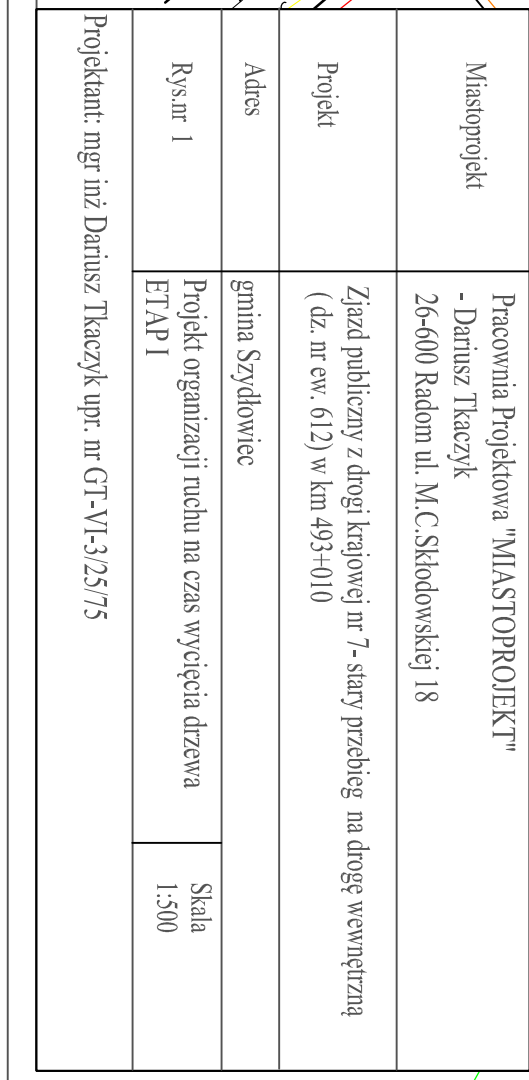 Miastoprojekt
Pracownia Projektowa "MIASTOPROJEKT"
- Dariusz Tkaczyk
26-600 Radom ul. M.C.Skłodowskiej 18
Projekt
Zjazd publiczny z drogi krajowej nr 7- stary przebieg na drogę wewnętrzną
( dz. nr ew. 612) w km 493+010
Adres
gmina Szydłowiec
Rys.nr 1
Projekt organizacji ruchu na czas wycięcia drzewa
ETAP I
Skala
1:500
Projektant: mgr inż Dariusz Tkaczyk upr. nr GT-VI-3/25/75